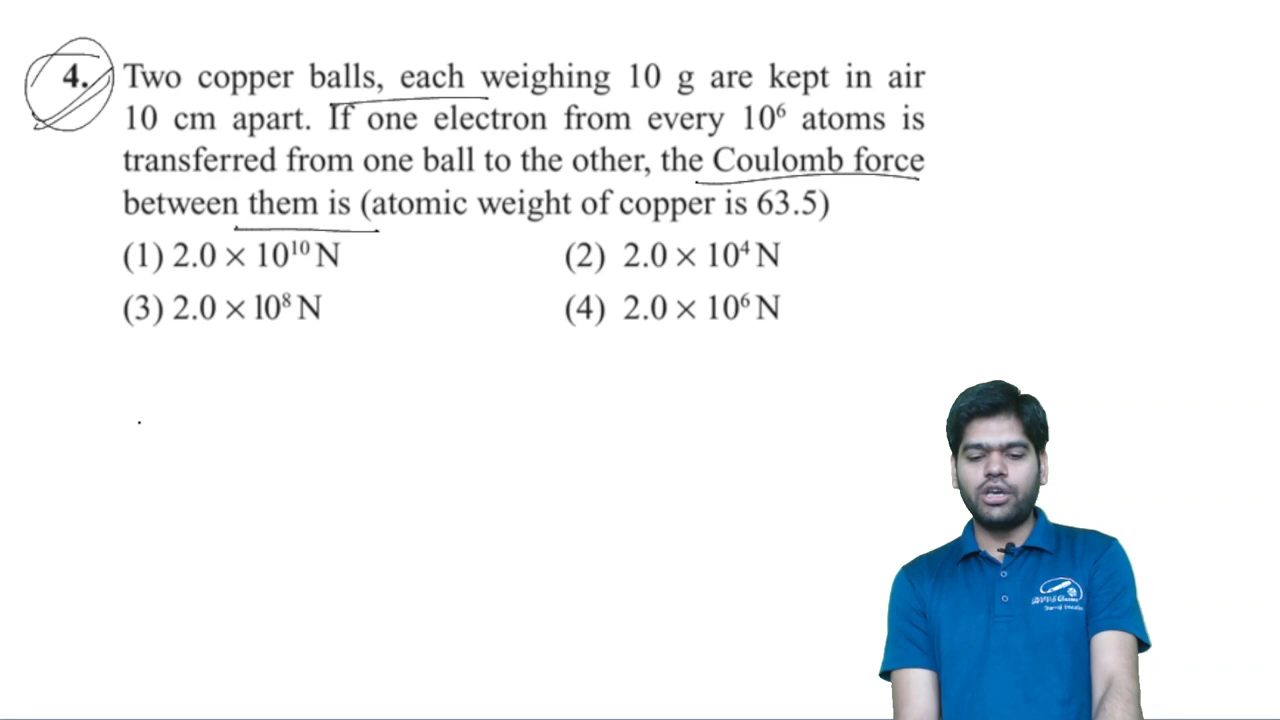 4. Two copper balls, each weighing 10 g are kept in air
10 cm apart. If one electron from every 10⁶ atoms is
transferred from one ball to the other, the Coulomb force
between them is (atomic weight of copper is 63.5)
(1) 2.0 × 10¹⁰ N (2) 2.0 × 10⁴ N
(3) 2.0 × 10⁸ N (4) 2.0 × 10⁶ N